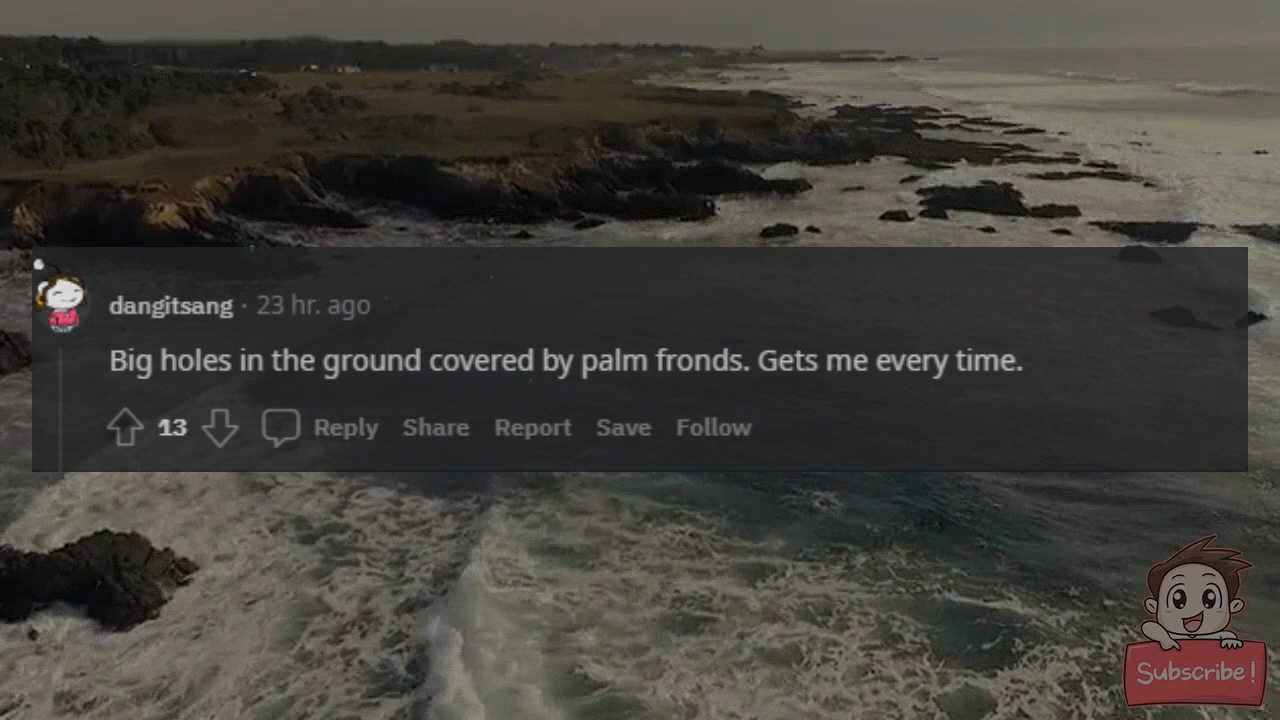 dangitsang · 23 hr. ago
Big holes in the ground covered by palm fronds. Gets me every time.
13 Reply Share Report Save Follow
Subscribe!